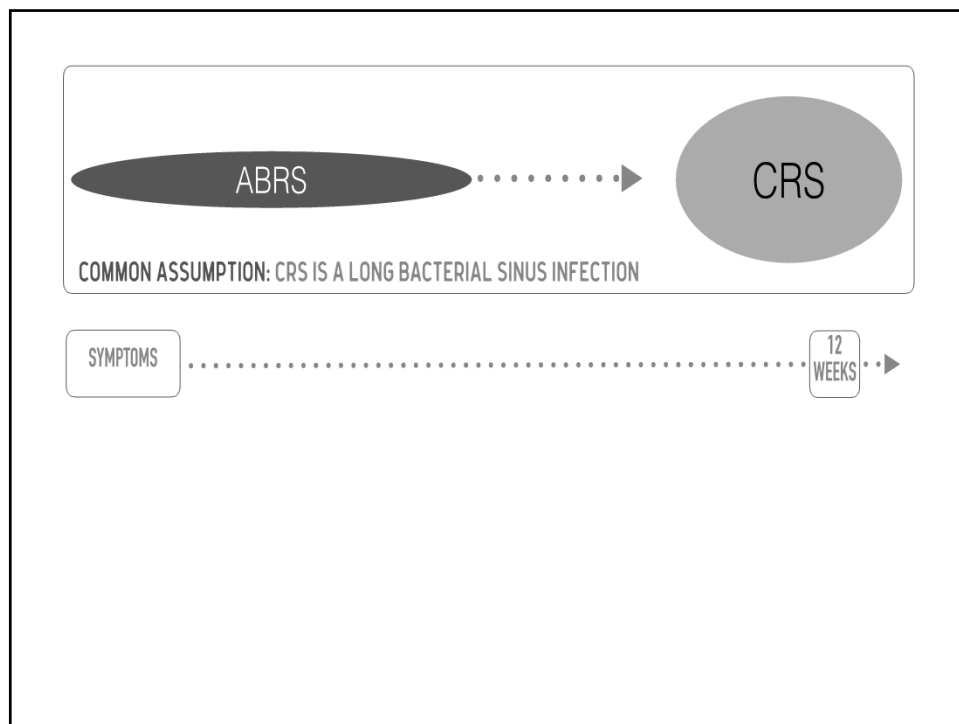 ABRS
CRS
COMMON ASSUMPTION: CRS IS A LONG BACTERIAL SINUS INFECTION
SYMPTOMS
12
WEEKS